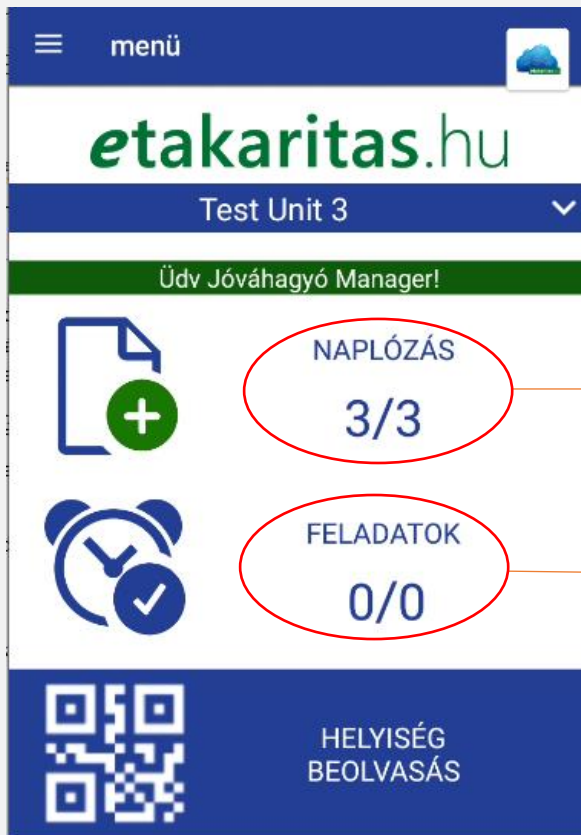 menü
etakaritas.hu
Test Unit 3
Üdv Jóváhagyó Manager!
NAPLÓZÁS
3/3
FELADATOK
0/0
HELYISÉG
BEOLVASÁS